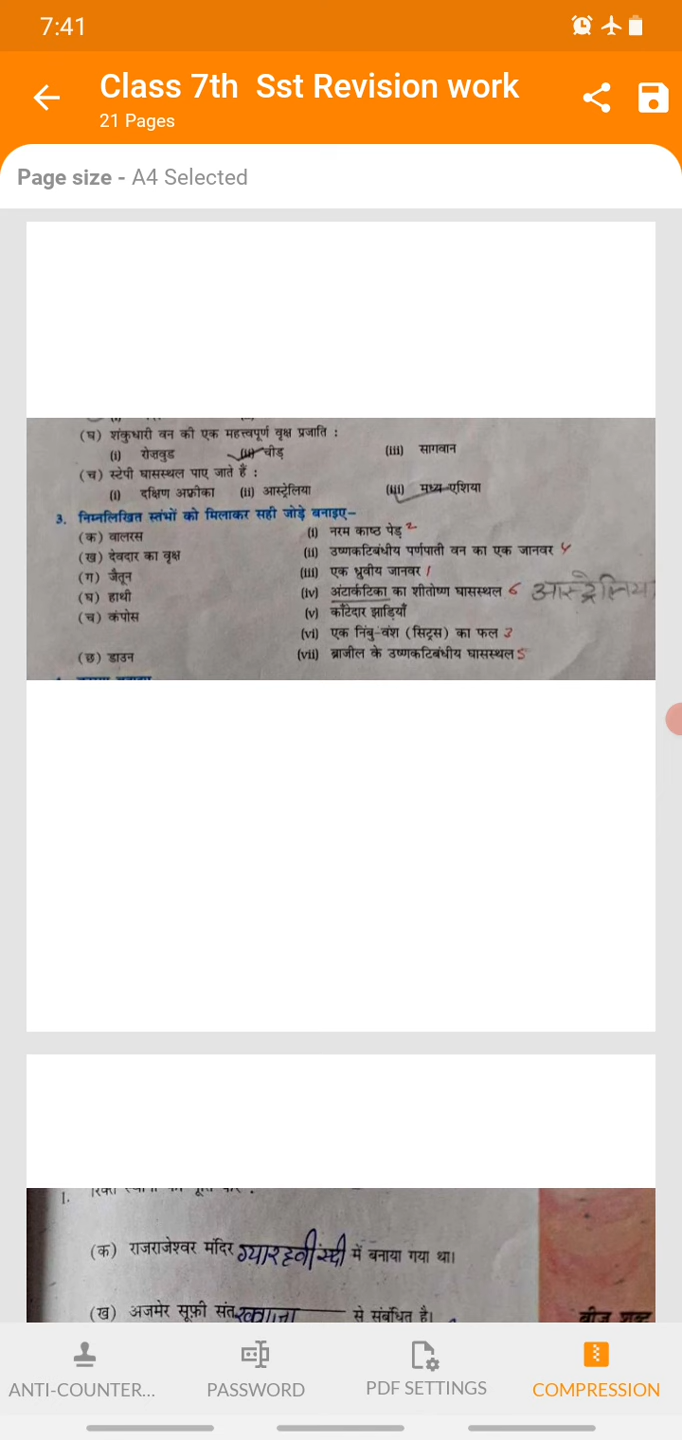 7:41
Class 7th Sst Revision work
21 Pages
Page size - A4 Selected
(घ) शंकुधारी वन की एक महत्त्वपूर्ण वृक्ष प्रजाति :
(i) रोज़वुड (ii) चीड़ (iii) सागवान
(च) स्टेपी घासस्थल पाए जाते हैं :
(i) दक्षिण अफ्रीका (ii) आस्ट्रेलिया (iii) मध्य एशिया
3. निम्नलिखित स्तंभों को मिलाकर सही जोड़े बनाइए–
(क) वालरस (i) नरम काष्ठ पेड़ 2
(ख) देवदार का वृक्ष (ii) उष्णकटिबंधीय पर्णपाती वन का एक जानवर 4
(ग) जैतून (iii) एक ध्रुवीय जानवर 1
(घ) हाथी (iv) अंटार्कटिका का शीतोष्ण घासस्थल 6 आस्ट्रेलिया
(च) कंपोस (v) काँटेदार झाड़ियाँ
(vi) एक निंबु-वंश (सिट्रस) का फल 3
(छ) डाउन (vii) ब्राजील के उष्णकटिबंधीय घासस्थल 5
1.
(क) राजराजेश्वर मंदिर ग्यारहवीं सदी में बनाया गया था।
(ख) अजमेर सूफ़ी संत ख्वाजा से संबंधित है। बीज शब्द
ANTI-COUNTER... PASSWORD PDF SETTINGS COMPRESSION